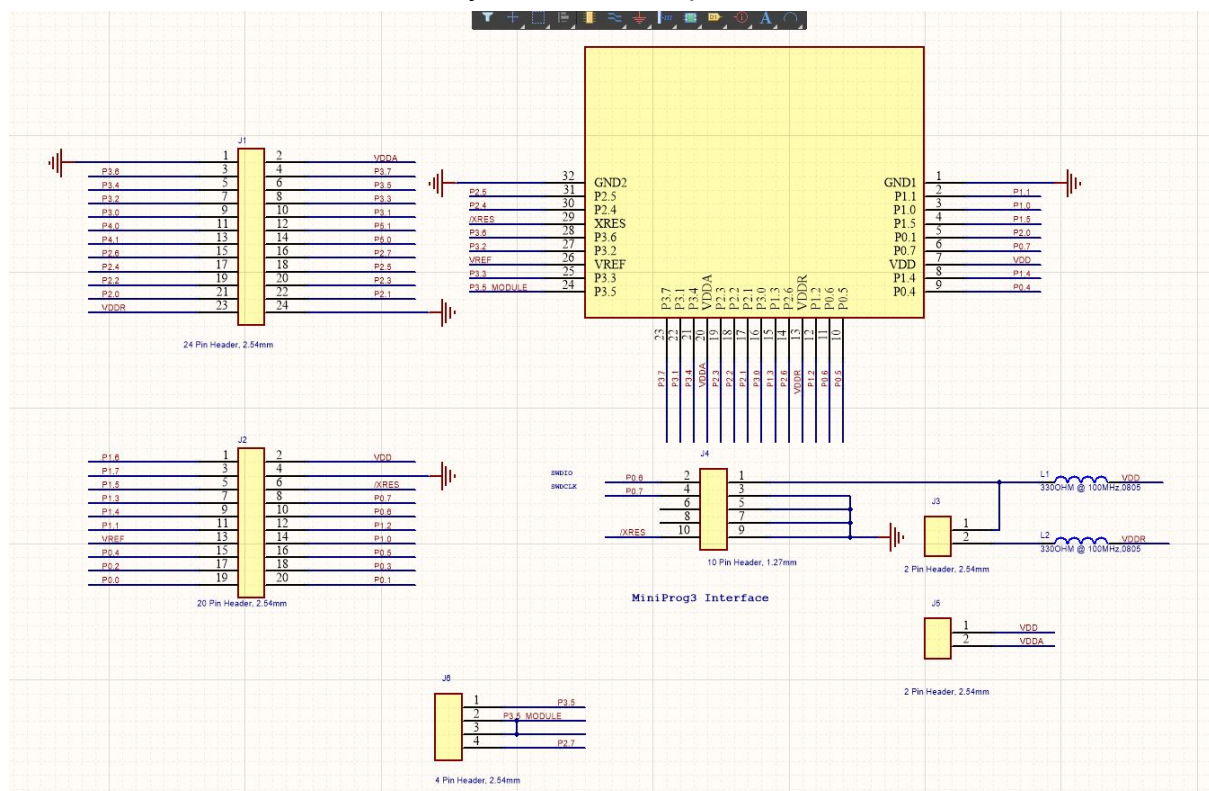 J1
1 2 VDDA
P3.6 3 4 P3.7
P3.4 5 6 P3.5
P3.2 7 8 P3.3
P3.0 9 10 P3.1
P4.0 11 12 P5.1
P4.1 13 14 P5.0
P2.6 15 16 P2.7
P2.4 17 18 P2.5
P2.2 19 20 P2.3
P2.0 21 22 P2.1
VDDR 23 24
24 Pin Header, 2.54mm
32 GND2
P2.5 31 P2.5
P2.4 30 P2.4
/XRES 29 XRES
P3.6 28 P3.6
P3.2 27 P3.2
VREF 26 VREF
P3.3 25 P3.3
P3.5 MODULE 24 P3.5
GND1 1
P1.1 2 P1.1
P1.0 3 P1.0
P1.5 4 P1.5
P0.1 5 P2.0
P0.7 6 P0.7
VDD 7 VDD
P1.4 8 P1.4
P0.4 9 P0.4
P3.7 23 P3.7
P3.1 22 P3.1
P3.4 21 P3.4
VDDA 20 VDDA
P2.3 19 P2.3
P2.2 18 P2.2
P2.1 17 P2.1
P3.0 16 P3.0
P1.3 15 P1.3
P2.6 14 P2.6
VDDR 13 VDDR
P1.2 12 P1.2
P0.6 11 P0.6
P0.5 10 P0.5
J2
P1.6 1 2 VDD
P1.7 3 4
P1.5 5 6 /XRES
P1.3 7 8 P0.7
P1.4 9 10 P0.6
P1.1 11 12 P1.2
VREF 13 14 P1.0
P0.4 15 16 P0.5
P0.2 17 18 P0.3
P0.0 19 20 P0.1
20 Pin Header, 2.54mm
J4
SWDIO P0.6 2 1
SWDCLK P0.7 4 3
6 5
8 7
/XRES 10 9
10 Pin Header, 1.27mm
MiniProg3 Interface
L1 VDD
330OHM @ 100MHz,0805
J3
1
2
L2 VDDR
330OHM @ 100MHz,0805
2 Pin Header, 2.54mm
J5
1 VDD
2 VDDA
2 Pin Header, 2.54mm
J6
1 P3.5
2 P3.5 MODULE
3
4 P2.7
4 Pin Header, 2.54mm